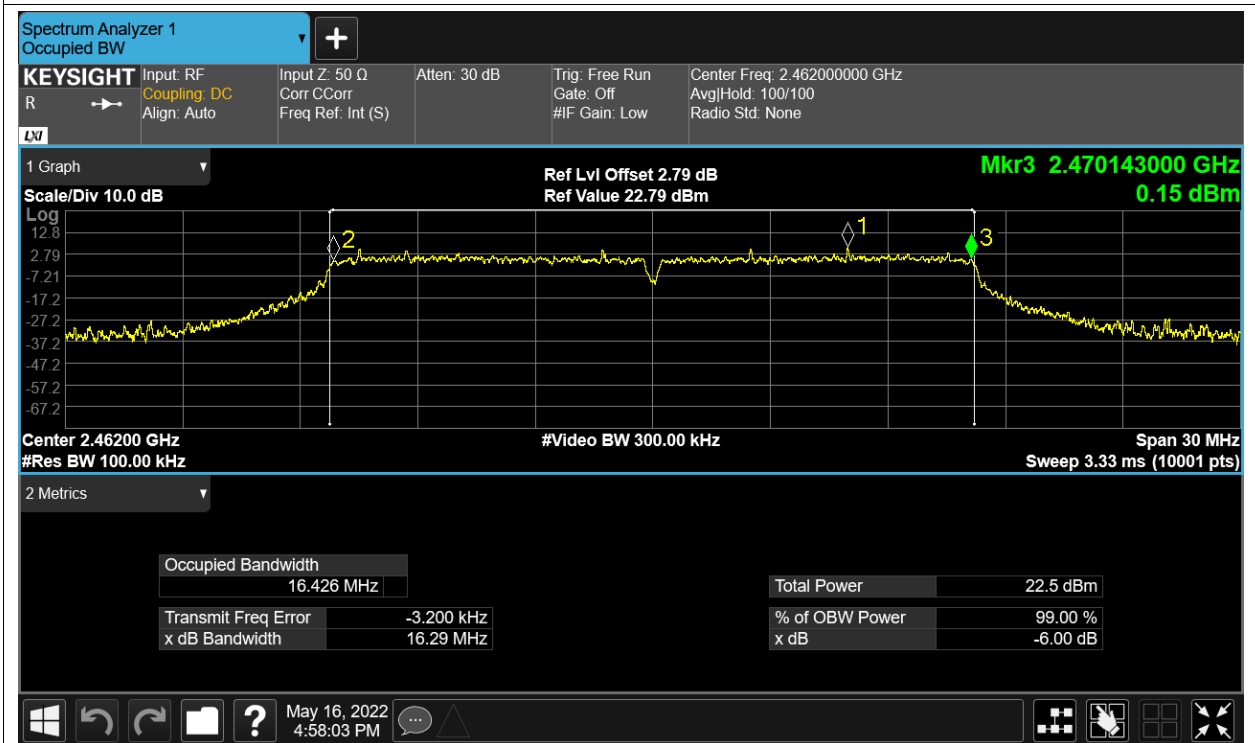 Spectrum Analyzer 1
Occupied BW
KEYSIGHT
R
LXI
Input: RF
Coupling: DC
Align: Auto
Input Z: 50 Ω
Corr CCorr
Freq Ref: Int (S)
Atten: 30 dB
Trig: Free Run
Gate: Off
#IF Gain: Low
Center Freq: 2.462000000 GHz
Avg|Hold: 100/100
Radio Std: None
1 Graph
Scale/Div 10.0 dB
Ref Lvl Offset 2.79 dB
Ref Value 22.79 dBm
Mkr3 2.470143000 GHz
0.15 dBm
Log
12.8
2.79
-7.21
-17.2
-27.2
-37.2
-47.2
-57.2
-67.2
2
1
3
Center 2.46200 GHz
#Video BW 300.00 kHz
Span 30 MHz
#Res BW 100.00 kHz
Sweep 3.33 ms (10001 pts)
2 Metrics
Occupied Bandwidth
16.426 MHz
Total Power 22.5 dBm
Transmit Freq Error -3.200 kHz
% of OBW Power 99.00 %
x dB Bandwidth 16.29 MHz
x dB -6.00 dB
?
May 16, 2022
4:58:03 PM